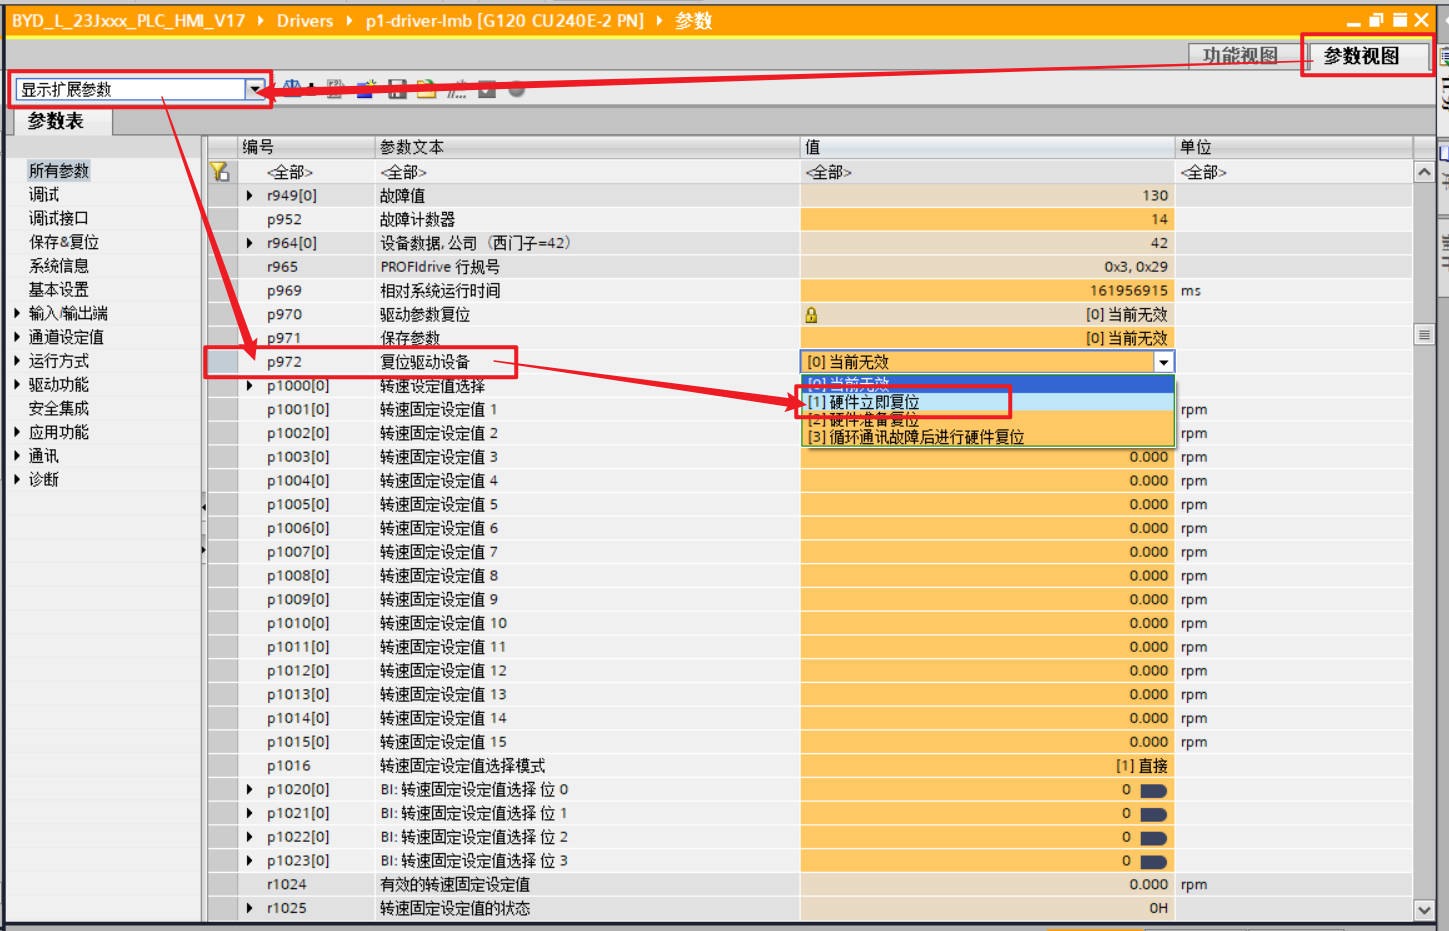 BYD_L_23Jxxx_PLC_HMI_V17 Drivers p1-driver-lmb [G120 CU240E-2 PN] 参数
功能视图 参数视图
显示扩展参数
参数表
编号 参数文本 值 单位
所有参数 <全部> <全部> <全部> <全部>
调试 r949[0] 故障值 130
调试接口 p952 故障计数器 14
保存&复位 r964[0] 设备数据, 公司 (西门子=42) 42
系统信息 r965 PROFIdrive 行规号 0x3, 0x29
基本设置 p969 相对系统运行时间 161956915 ms
输入/输出端 p970 驱动参数复位 [0] 当前无效
通道设定值 p971 保存参数 [0] 当前无效
运行方式 p972 复位驱动设备 [0] 当前无效
驱动功能 p1000[0] 转速设定值选择 [0] 当前无效
安全集成 p1001[0] 转速固定设定值 1 [1] 硬件立即复位 rpm
[2] 硬件准备复位
应用功能 p1002[0] 转速固定设定值 2 [3] 循环通讯故障后进行硬件复位 rpm
通讯 p1003[0] 转速固定设定值 3 0.000 rpm
诊断 p1004[0] 转速固定设定值 4 0.000 rpm
p1005[0] 转速固定设定值 5 0.000 rpm
p1006[0] 转速固定设定值 6 0.000 rpm
p1007[0] 转速固定设定值 7 0.000 rpm
p1008[0] 转速固定设定值 8 0.000 rpm
p1009[0] 转速固定设定值 9 0.000 rpm
p1010[0] 转速固定设定值 10 0.000 rpm
p1011[0] 转速固定设定值 11 0.000 rpm
p1012[0] 转速固定设定值 12 0.000 rpm
p1013[0] 转速固定设定值 13 0.000 rpm
p1014[0] 转速固定设定值 14 0.000 rpm
p1015[0] 转速固定设定值 15 0.000 rpm
p1016 转速固定设定值选择模式 [1] 直接
p1020[0] BI: 转速固定设定值选择 位 0 0
p1021[0] BI: 转速固定设定值选择 位 1 0
p1022[0] BI: 转速固定设定值选择 位 2 0
p1023[0] BI: 转速固定设定值选择 位 3 0
r1024 有效的转速固定设定值 0.000 rpm
r1025 转速固定设定值的状态 0H